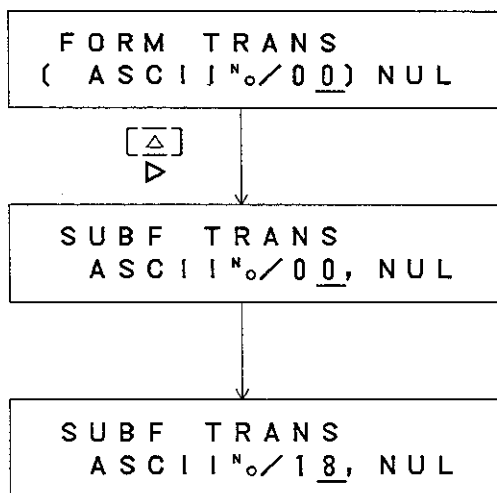 FORM TRANS
( ASCII№/00) NUL
[△]
▷
SUBF TRANS
ASCII№/00, NUL
SUBF TRANS
ASCII№/18, NUL